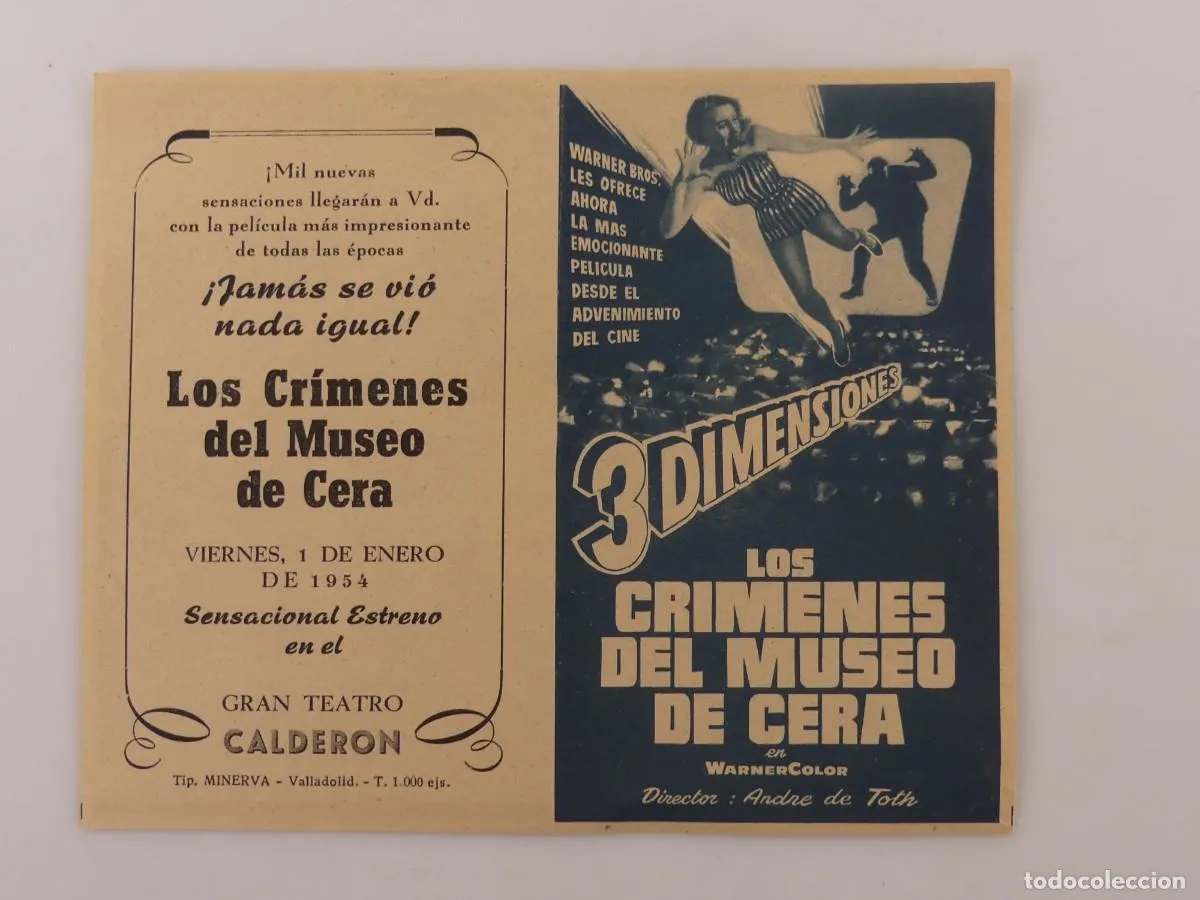 ¡Mil nuevas
sensaciones llegarán a Vd.
con la película más impresionante
de todas las épocas
¡Jamás se vió
nada igual!
Los Crímenes
del Museo
de Cera
VIERNES, 1 DE ENERO
DE 1954
Sensacional Estreno
en el
GRAN TEATRO
CALDERON
Tip. MINERVA - Valladolid. - T. 1.000 ejs.
WARNER BROS.
LES OFRECE
AHORA
LA MAS
EMOCIONANTE
PELICULA
DESDE EL
ADVENIMIENTO
DEL CINE
3 DIMENSIONES
LOS
CRIMENES
DEL MUSEO
DE CERA
en
WARNERCOLOR
Director : Andre de Toth
todocoleccion